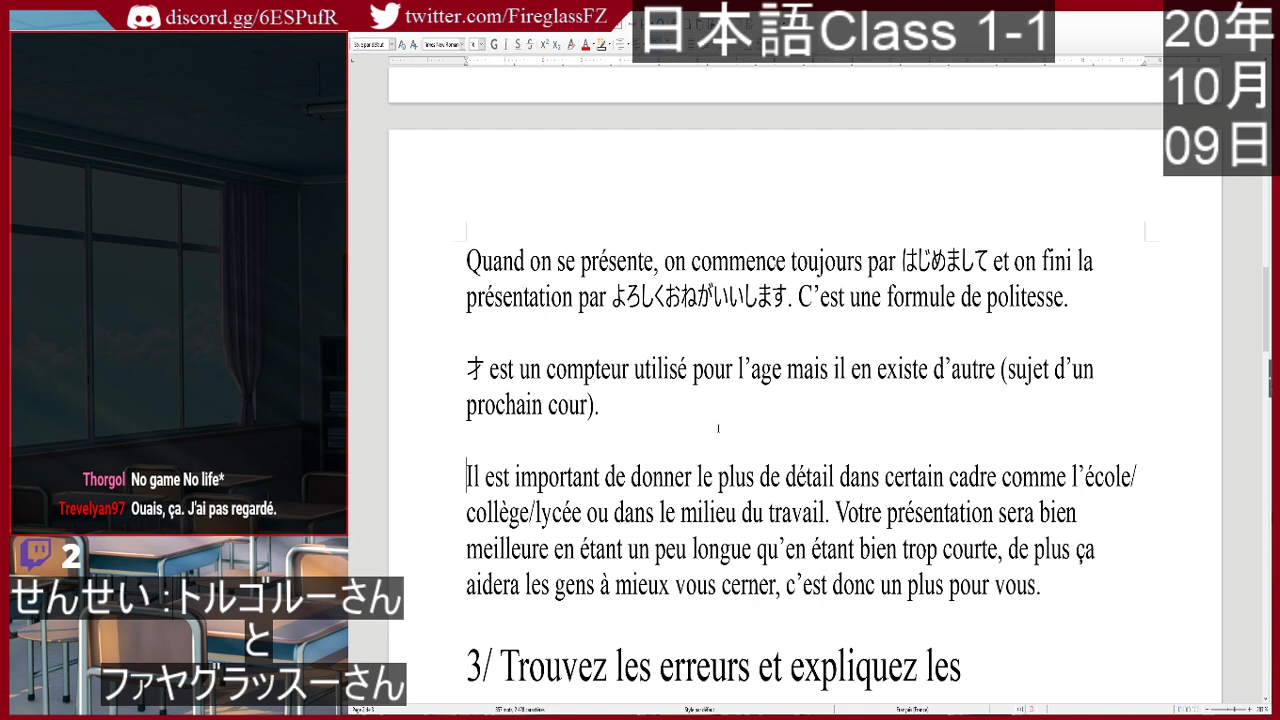 discord.gg/6ESPufR
twitter.com/FireglassFZ
日本語Class 1-1
20年
10月
09日
Quand on se présente, on commence toujours par はじめまして et on fini la
présentation par よろしくおねがいいします. C’est une formule de politesse.
才 est un compteur utilisé pour l’age mais il en existe d’autre (sujet d’un
prochain cour).
Il est important de donner le plus de détail dans certain cadre comme l’école/
collège/lycée ou dans le milieu du travail. Votre présentation sera bien
meilleure en étant un peu longue qu’en étant bien trop courte, de plus ça
aidera les gens à mieux vous cerner, c’est donc un plus pour vous.
3/ Trouvez les erreurs et expliquez les
Thorgol No game No life*
Trevelyan97 Ouais, ça. J'ai pas regardé.
2
せんせい :トルゴルーさん
と
ファヤグラッスーさん